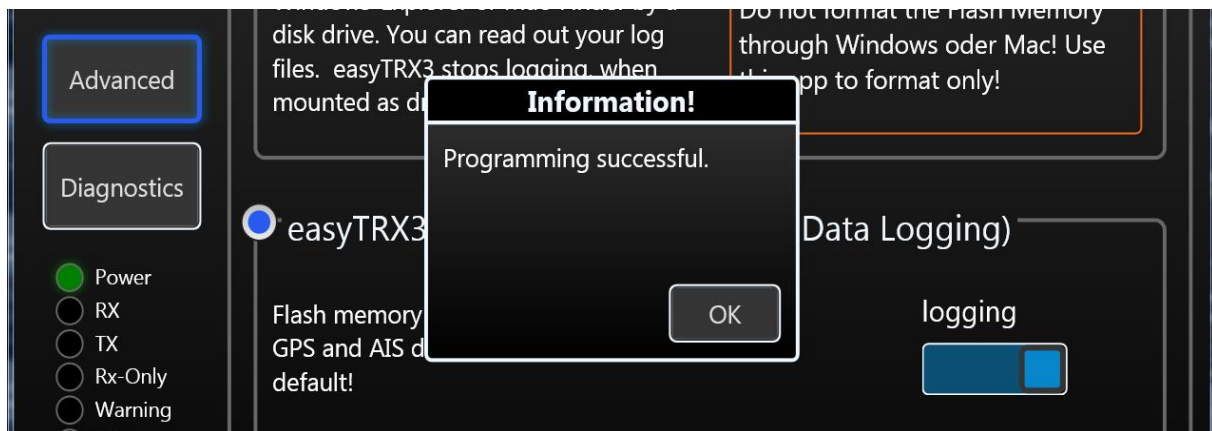 Advanced
Diagnostics
Power
RX
TX
Rx-Only
Warning
disk drive. You can read out your log
files. easyTRX3 stops logging, when
mounted as
Do not format the Flash Memory
through Windows oder Mac! Use
app to format only!
Information!
Programming successful.
OK
easyTRX3
Data Logging)
Flash memory
GPS and AIS
default!
logging